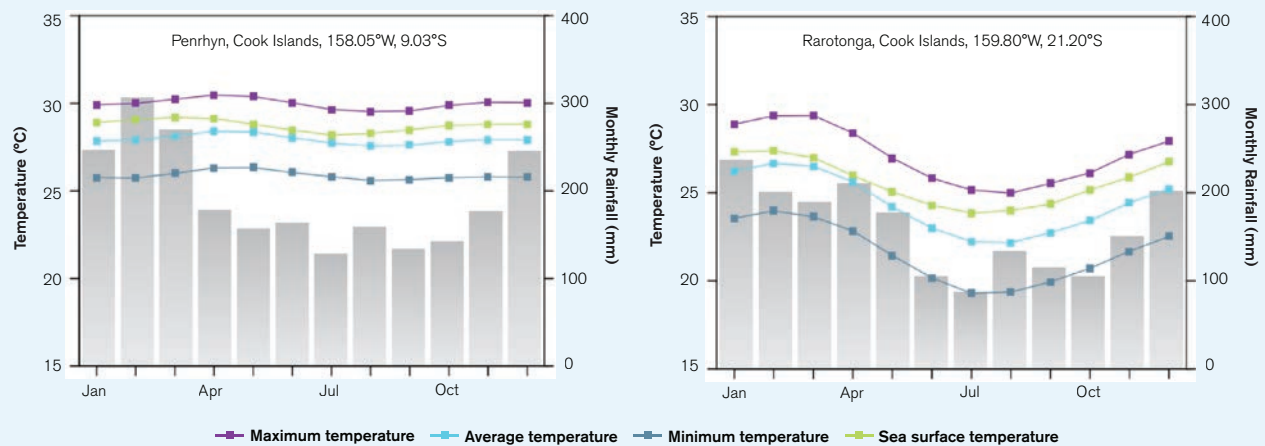 Penrhyn, Cook Islands, 158.05°W, 9.03°S
Temperature (ºC)
35
30
25
20
15
Monthly Rainfall (mm)
400
300
200
100
0
Jan Apr Jul Oct
Rarotonga, Cook Islands, 159.80°W, 21.20°S
Temperature (ºC)
35
30
25
20
15
Monthly Rainfall (mm)
400
300
200
100
0
Jan Apr Jul Oct
Maximum temperature Average temperature Minimum temperature Sea surface temperature